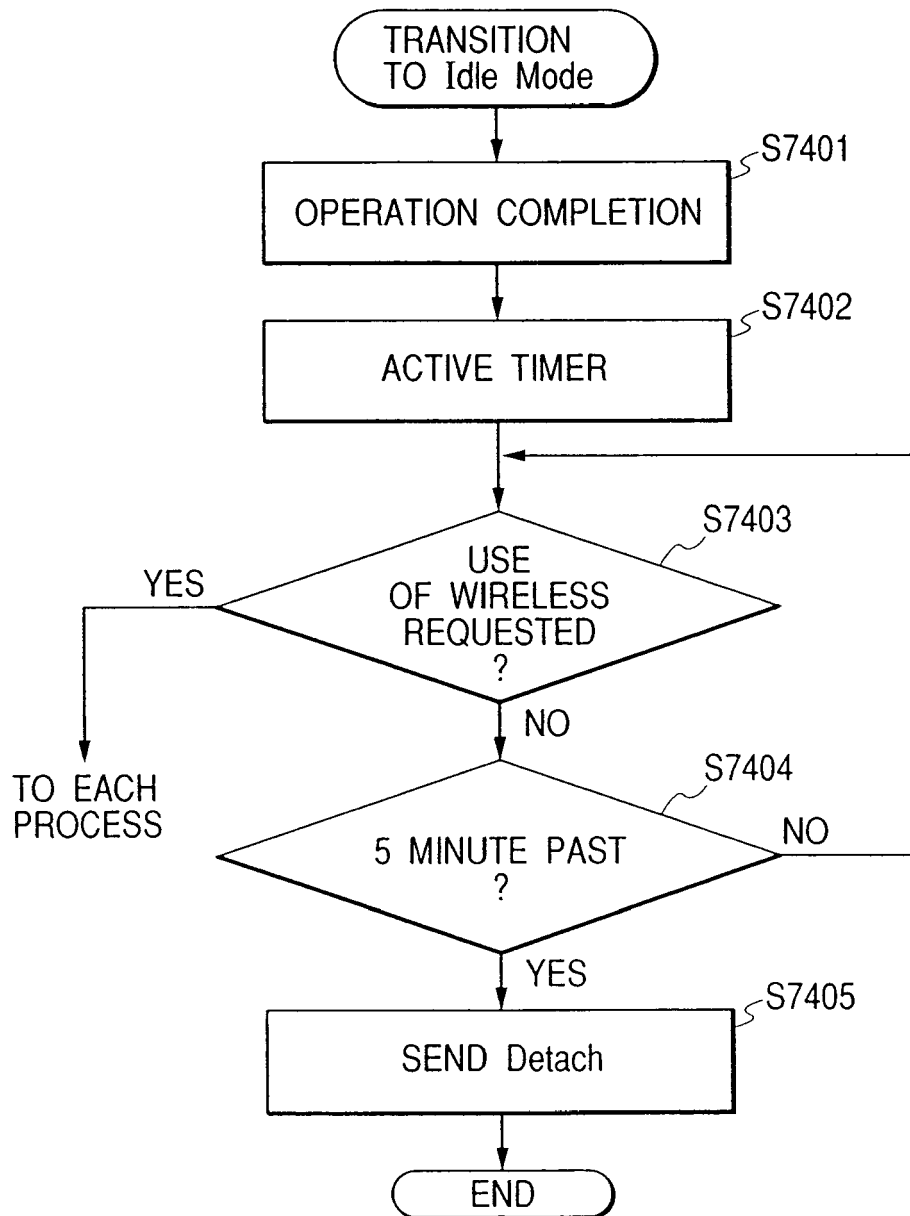 TRANSITION
TO Idle Mode
S7401
OPERATION COMPLETION
S7402
ACTIVE TIMER
S7403
USE
OF WIRELESS
REQUESTED
?
YES
NO
TO EACH
PROCESS
S7404
5 MINUTE PAST
?
NO
YES
S7405
SEND Detach
END